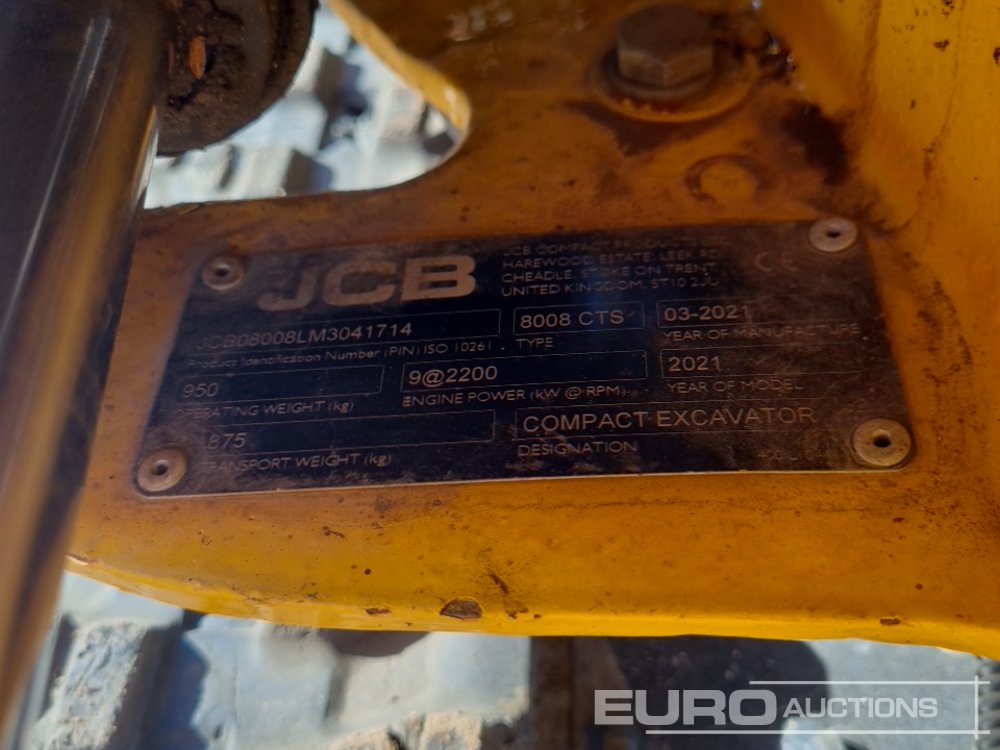 JCB
JCB COMPACT PRODUCTS
HAREWOOD ESTATE, LEEK
CHEADLE, STOKE ON TRENT
UNITED KINGDOM, ST10 2JU
CE
JCB08008LM3041714
Product Identification Number (PIN) ISO 10261
8008 CTS
TYPE
03-2021
YEAR OF MANUFACTURE
950
OPERATING WEIGHT (kg)
9@2200
ENGINE POWER (kW @ RPM)
2021
YEAR OF MODEL
875
TRANSPORT WEIGHT (kg)
COMPACT EXCAVATOR
DESIGNATION
EURO AUCTIONS